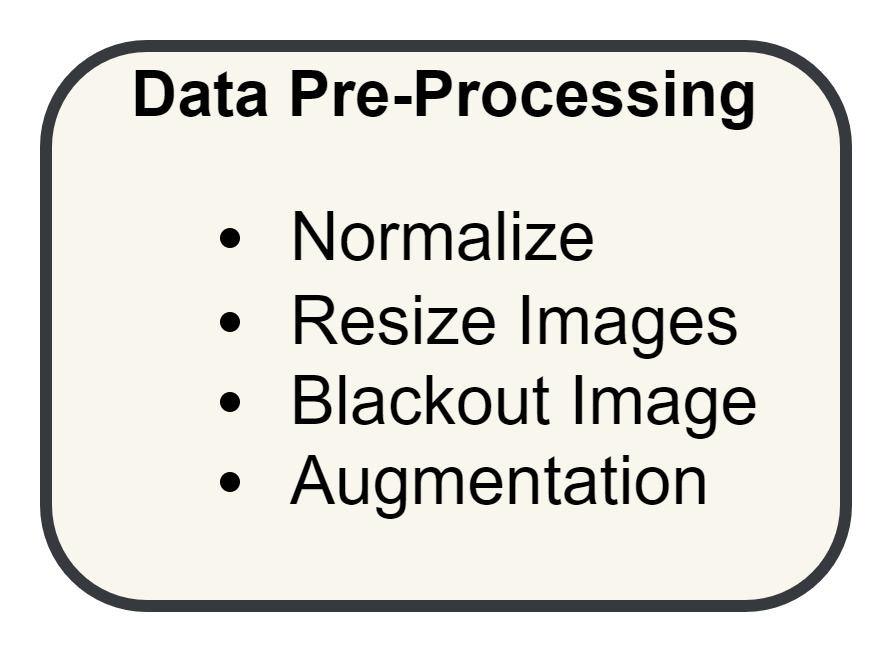 Data Pre-Processing
• Normalize
• Resize Images
• Blackout Image
• Augmentation